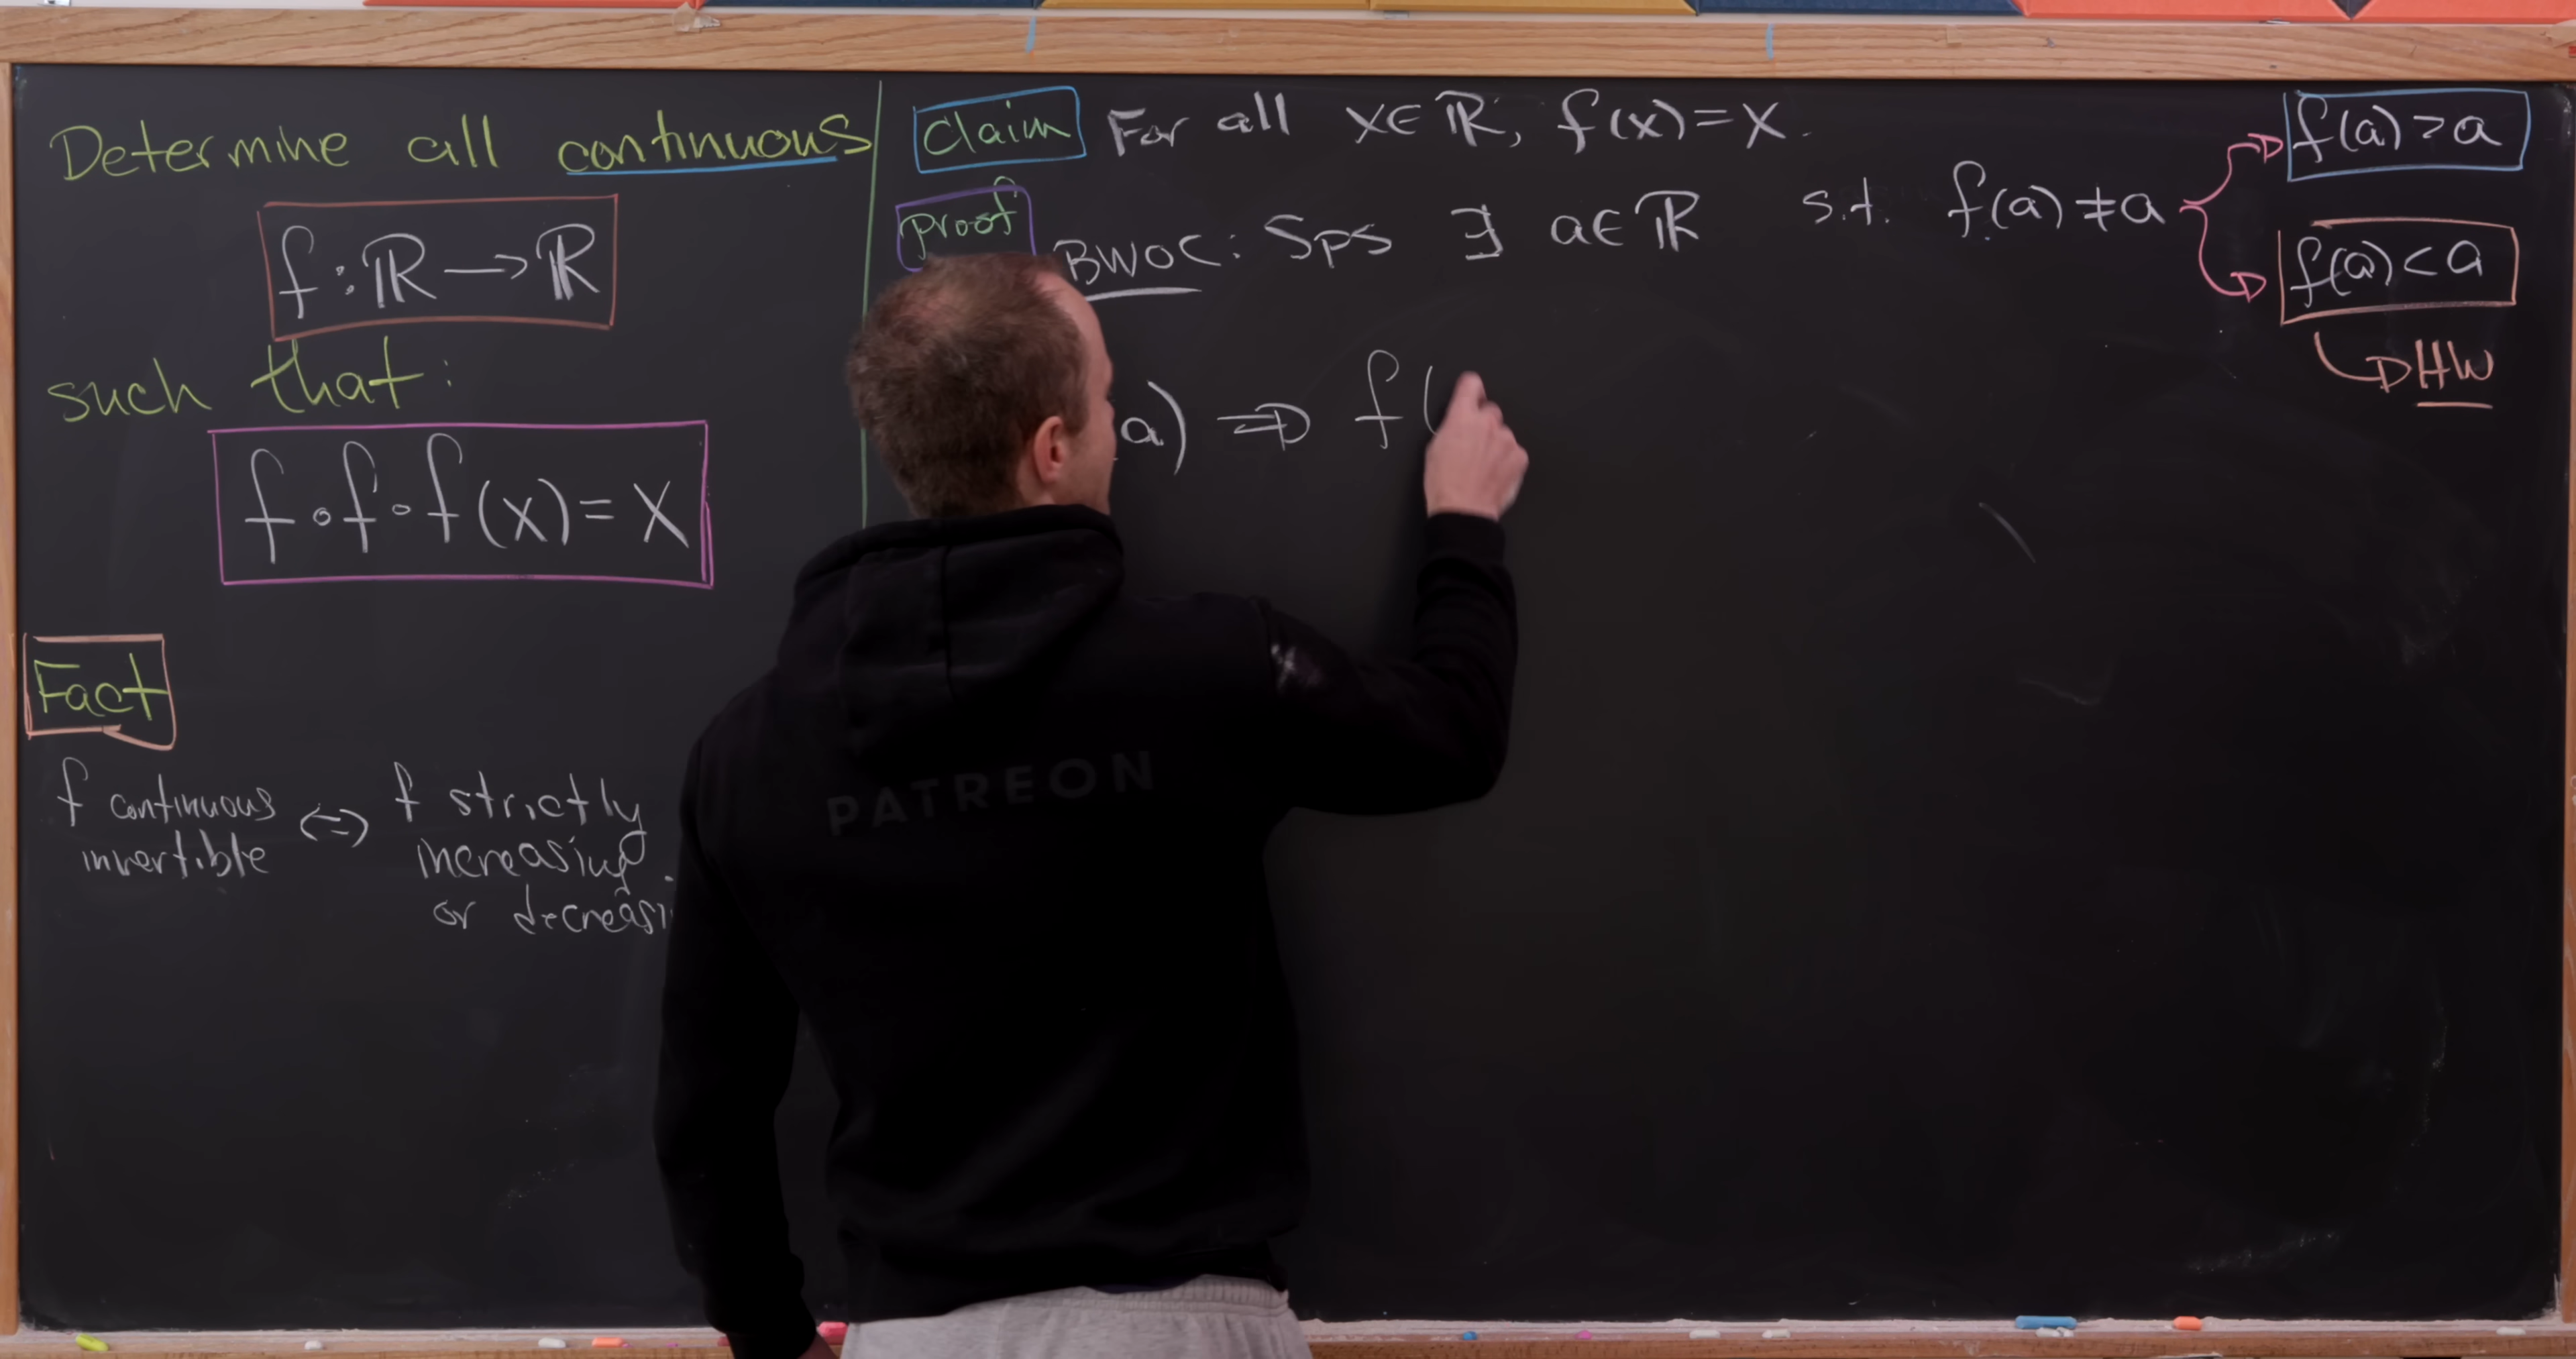 Determine all continuous
f : ℝ → ℝ
such that:
f ∘ f ∘ f(x) = x
Fact
f continuous invertible ⇔ f strictly increasing or
Claim For all x ∈ ℝ, f(x) = x.
proof BWOC: Sps ∃ a ∈ ℝ s.t. f(a) ≠ a
f(a) > a
f(a) < a
HW
a) ⇒ f(
PATREON